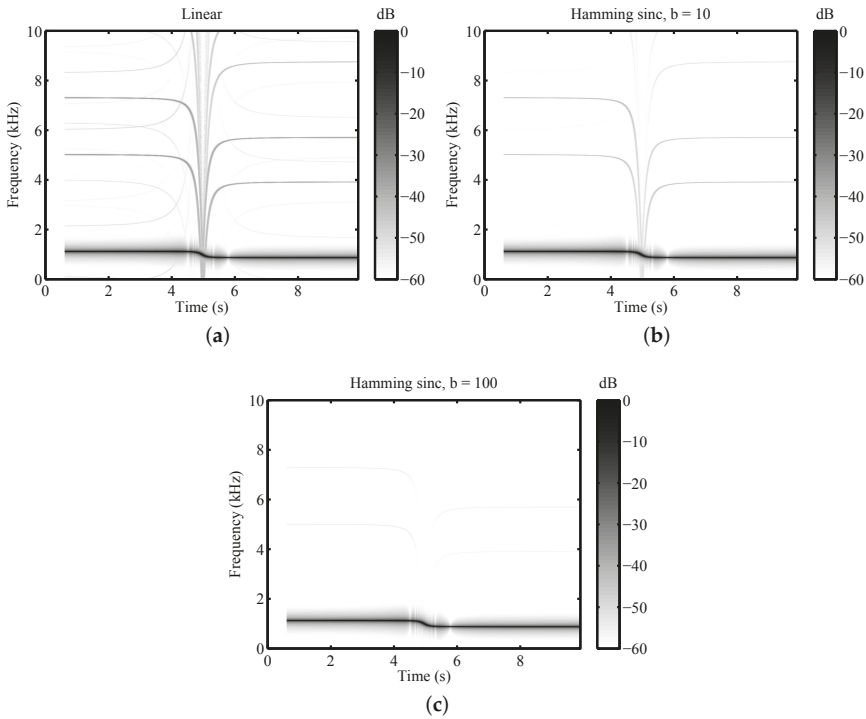 Linear
dB
10
8
6
4
2
0
Frequency (kHz)
0 2 4 6 8
Time (s)
0
−10
−20
−30
−40
−50
−60
(a)
Hamming sinc, b = 10
dB
10
8
6
4
2
0
Frequency (kHz)
0 2 4 6 8
Time (s)
0
−10
−20
−30
−40
−50
−60
(b)
Hamming sinc, b = 100
dB
10
8
6
4
2
0
Frequency (kHz)
0 2 4 6 8
Time (s)
0
−10
−20
−30
−40
−50
−60
(c)